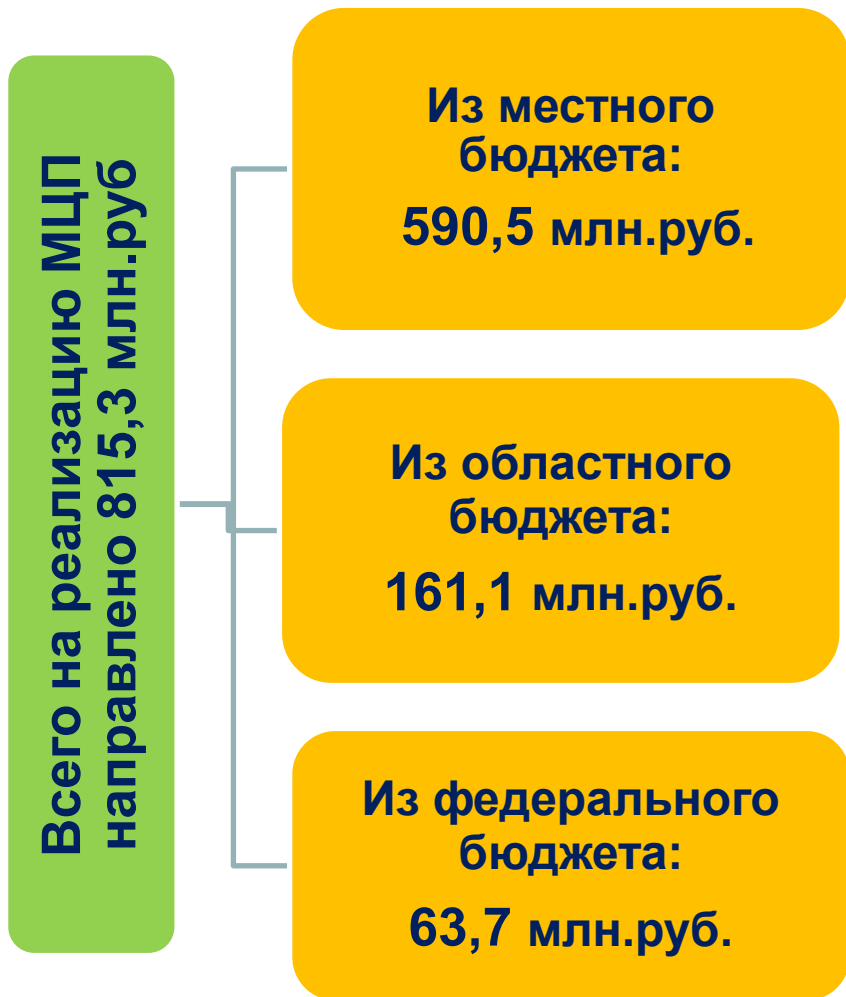 Всего на реализацию МЦП
направлено 815,3 млн.руб
Из местного
бюджета:
590,5 млн.руб.
Из областного
бюджета:
161,1 млн.руб.
Из федерального
бюджета:
63,7 млн.руб.